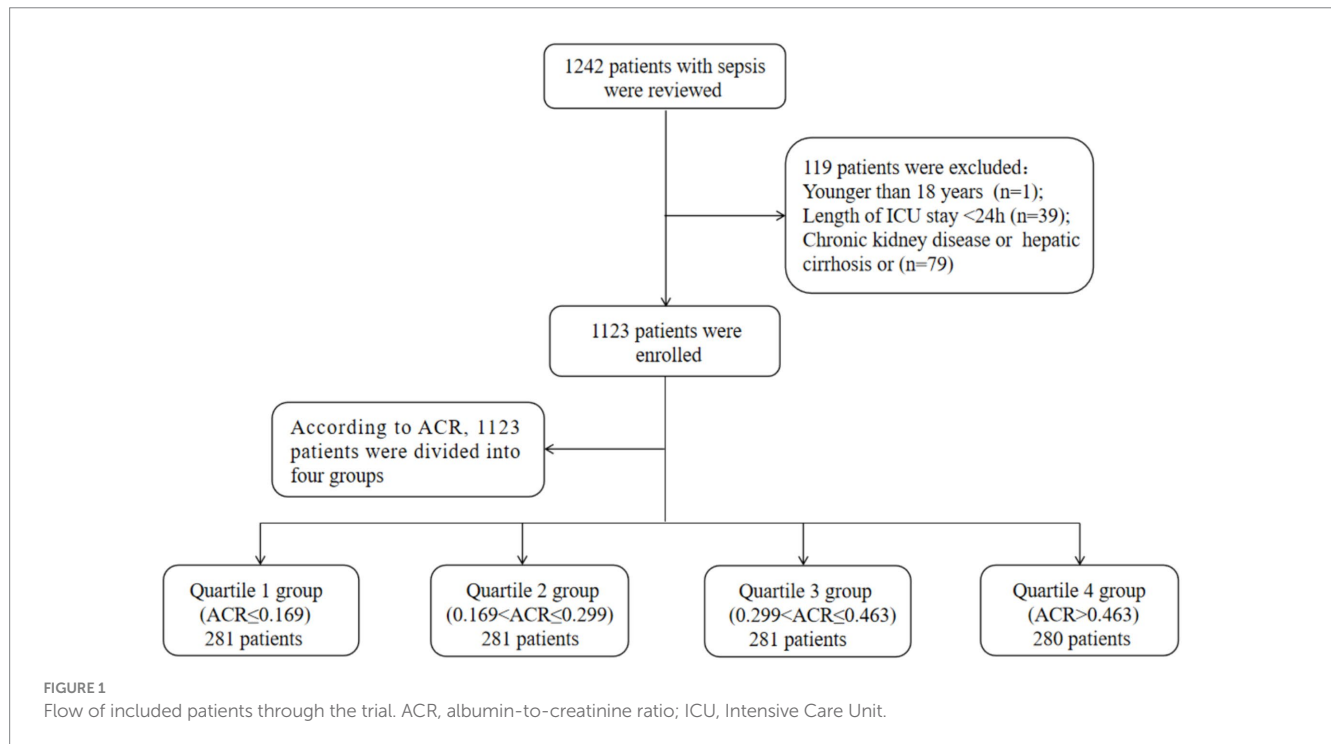 1242 patients with sepsis
were reviewed
119 patients were excluded：
Younger than 18 years (n=1);
Length of ICU stay <24h (n=39);
Chronic kidney disease or hepatic
cirrhosis or (n=79)
1123 patients were
enrolled
According to ACR, 1123
patients were divided into
four groups
Quartile 1 group
(ACR≤0.169)
281 patients
Quartile 2 group
(0.169<ACR≤0.299)
281 patients
Quartile 3 group
(0.299<ACR≤0.463)
281 patients
Quartile 4 group
(ACR>0.463)
280 patients
FIGURE 1
Flow of included patients through the trial. ACR, albumin-to-creatinine ratio; ICU, Intensive Care Unit.